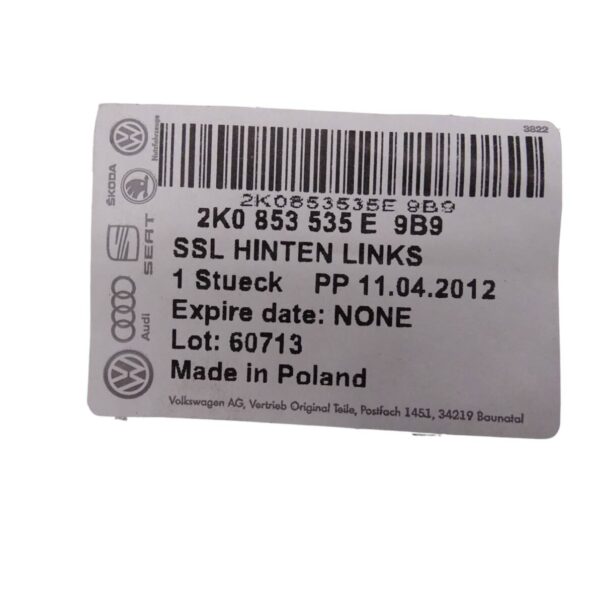 3822
2K0853535E 9B9
2K0 853 535 E 9B9
SSL HINTEN LINKS
1 Stueck PP 11.04.2012
Expire date: NONE
Lot: 60713
Made in Poland
Volkswagen AG, Vertrieb Original Teile, Postfach 1451, 34219 Baunatal
Nutzfahrzeuge
ŠKODA
SEAT
Audi